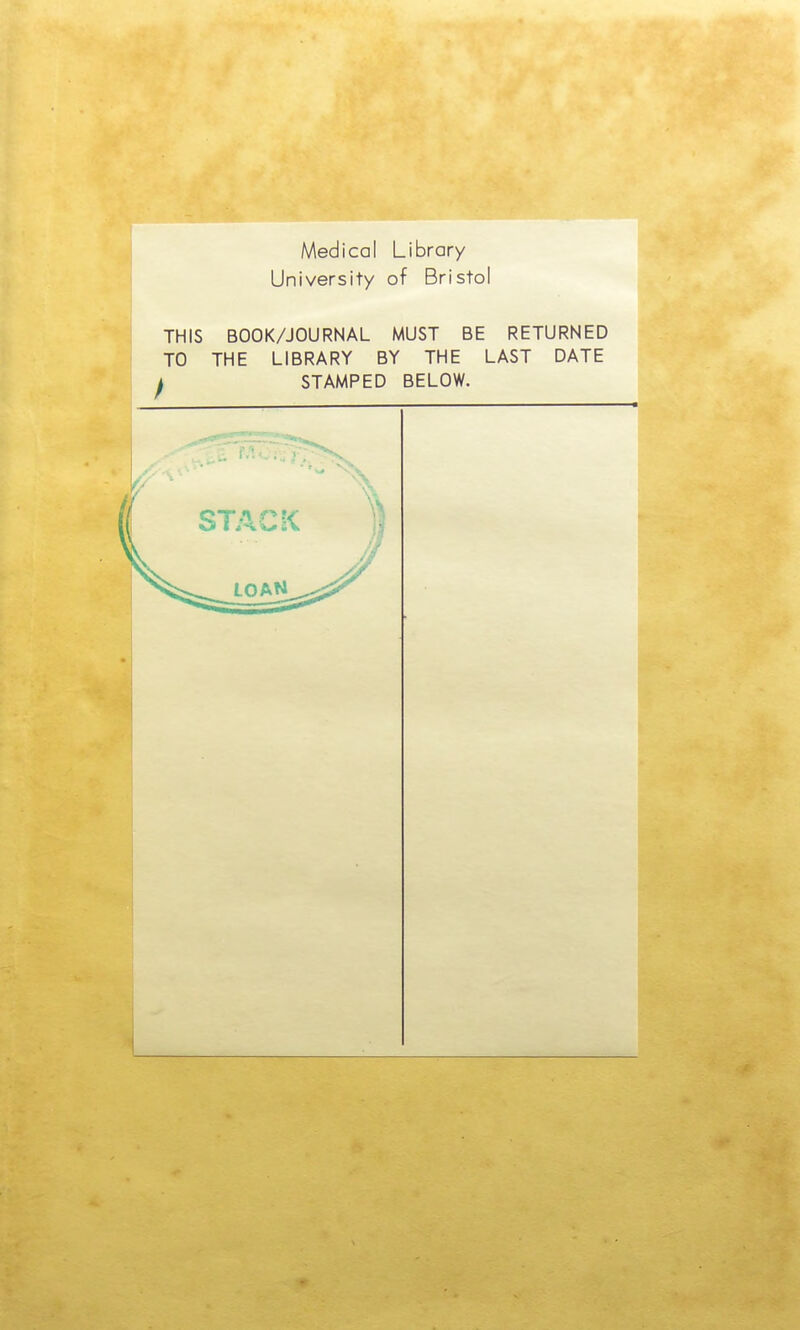 Medical Library
University of Bristol
THIS BOOK/JOURNAL MUST BE RETURNED
TO THE LIBRARY BY THE LAST DATE
STAMPED BELOW.
STACK
LOAN